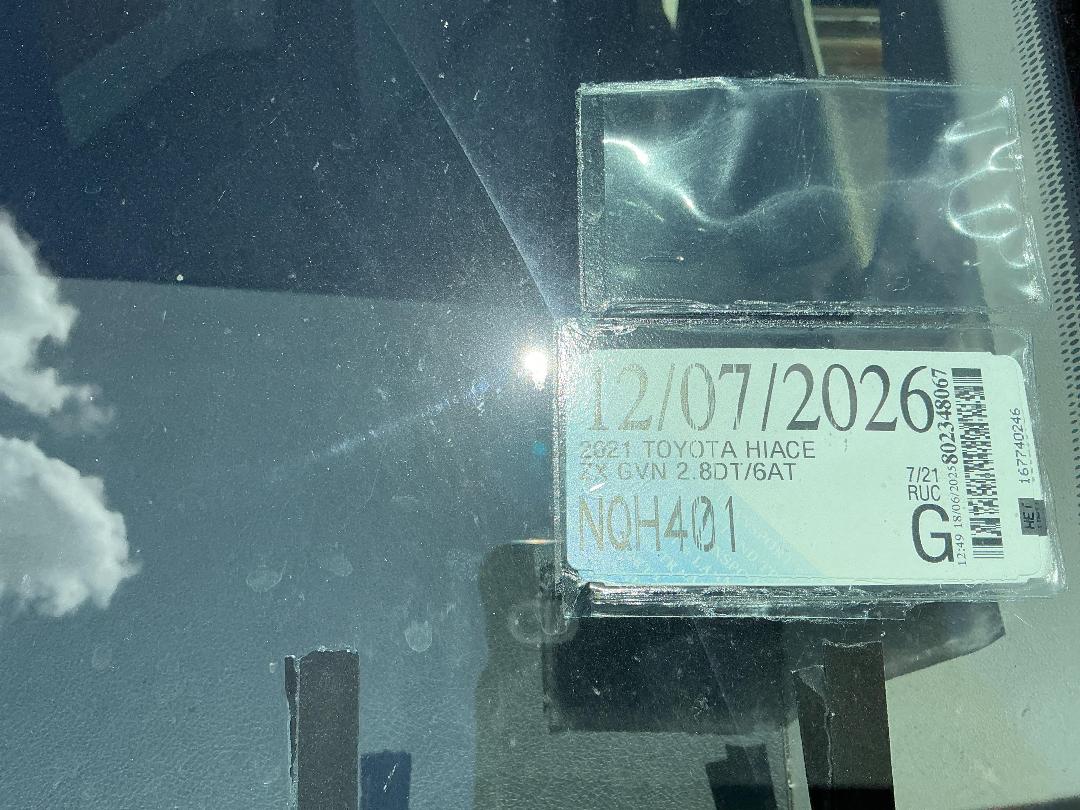 12/07/2026
2021 TOYOTA HIACE
ZX GVN 2.8DT/6AT
NQH401
7/21
RUC
G
12:49 18/06/2025
802348067
167740246